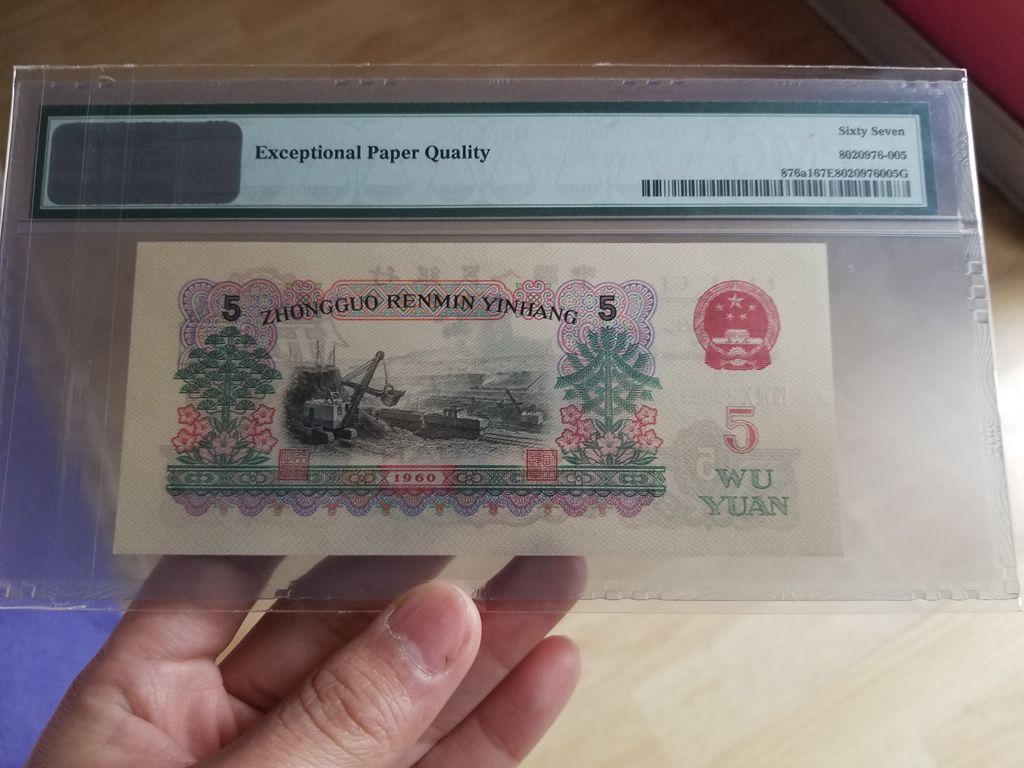 Exceptional Paper Quality
Sixty Seven
8020976-005
876a167E8020976005G
5 ZHONGGUO RENMIN YINHANG 5
5
WU
YUAN
1960